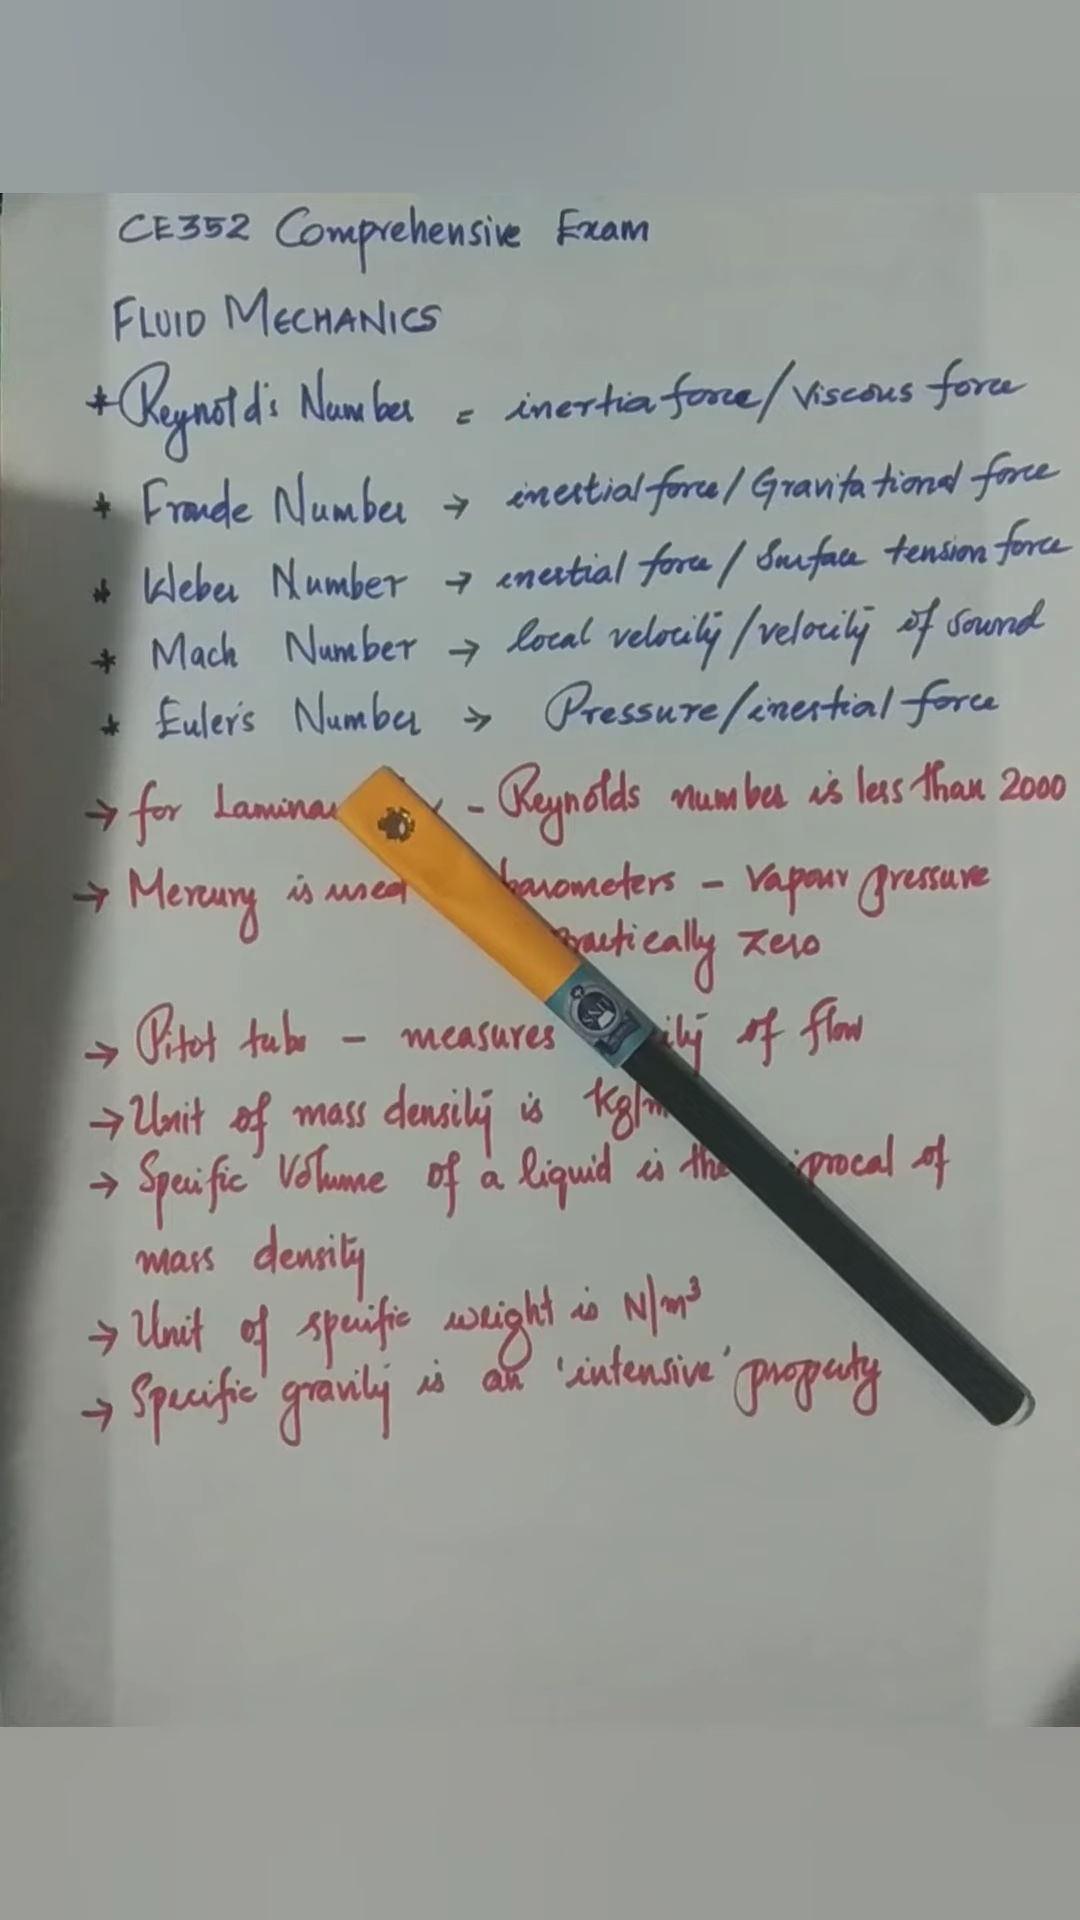 CE352 Comprehensive Exam
FLUID MECHANICS
* Reynold's Number = inertia force/viscous force
* Froude Number → inertial force/Gravitational force
* Weber Number → inertial force/Surface tension force
* Mach Number → local velocity/velocity of sound
* Euler's Number → Pressure/inertial force
→ for - Reynolds number is less than 2000
→ Mercury is used barometers - vapour pressure
zero
→ Pitot tube - measures of flow
→ Unit of mass density is
→ Specific Volume of a liquid is the of
mass density
→ Unit of specific weight is N/m³
→ Specific gravity is an 'intensive' property